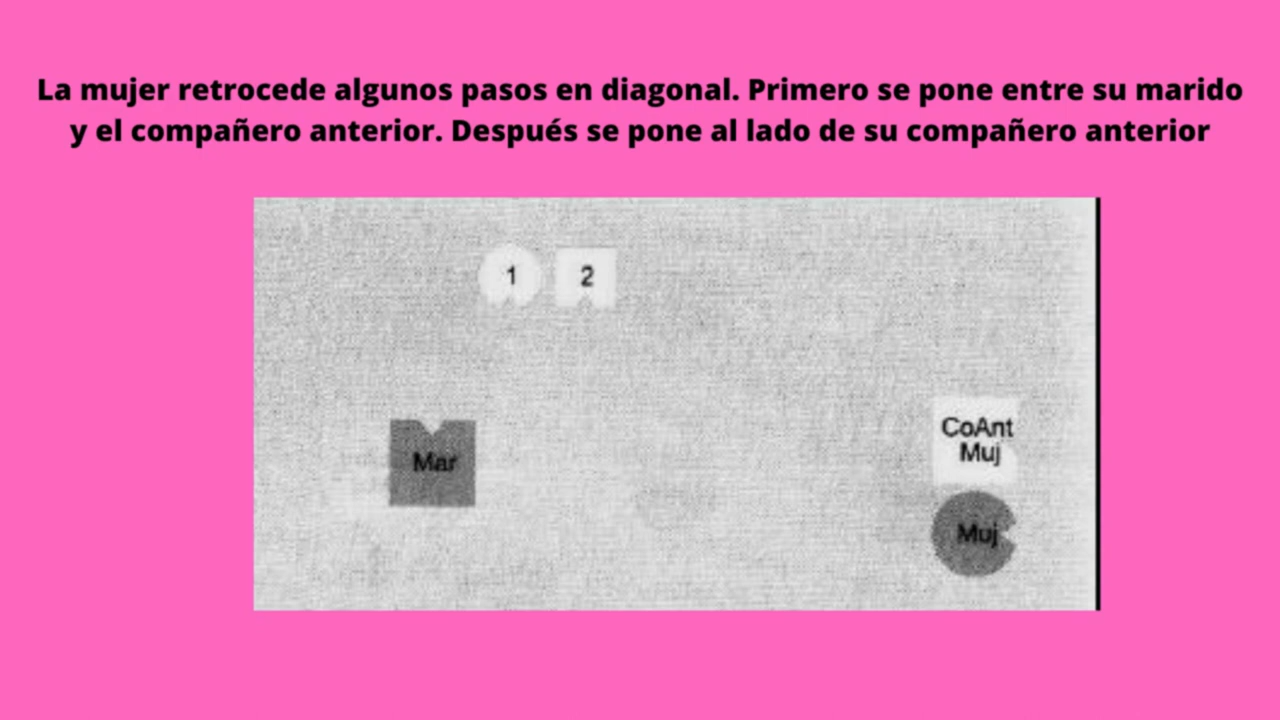 La mujer retrocede algunos pasos en diagonal. Primero se pone entre su marido
y el compañero anterior. Después se pone al lado de su compañero anterior
1 2
Mar
CoAnt
Muj
Muj